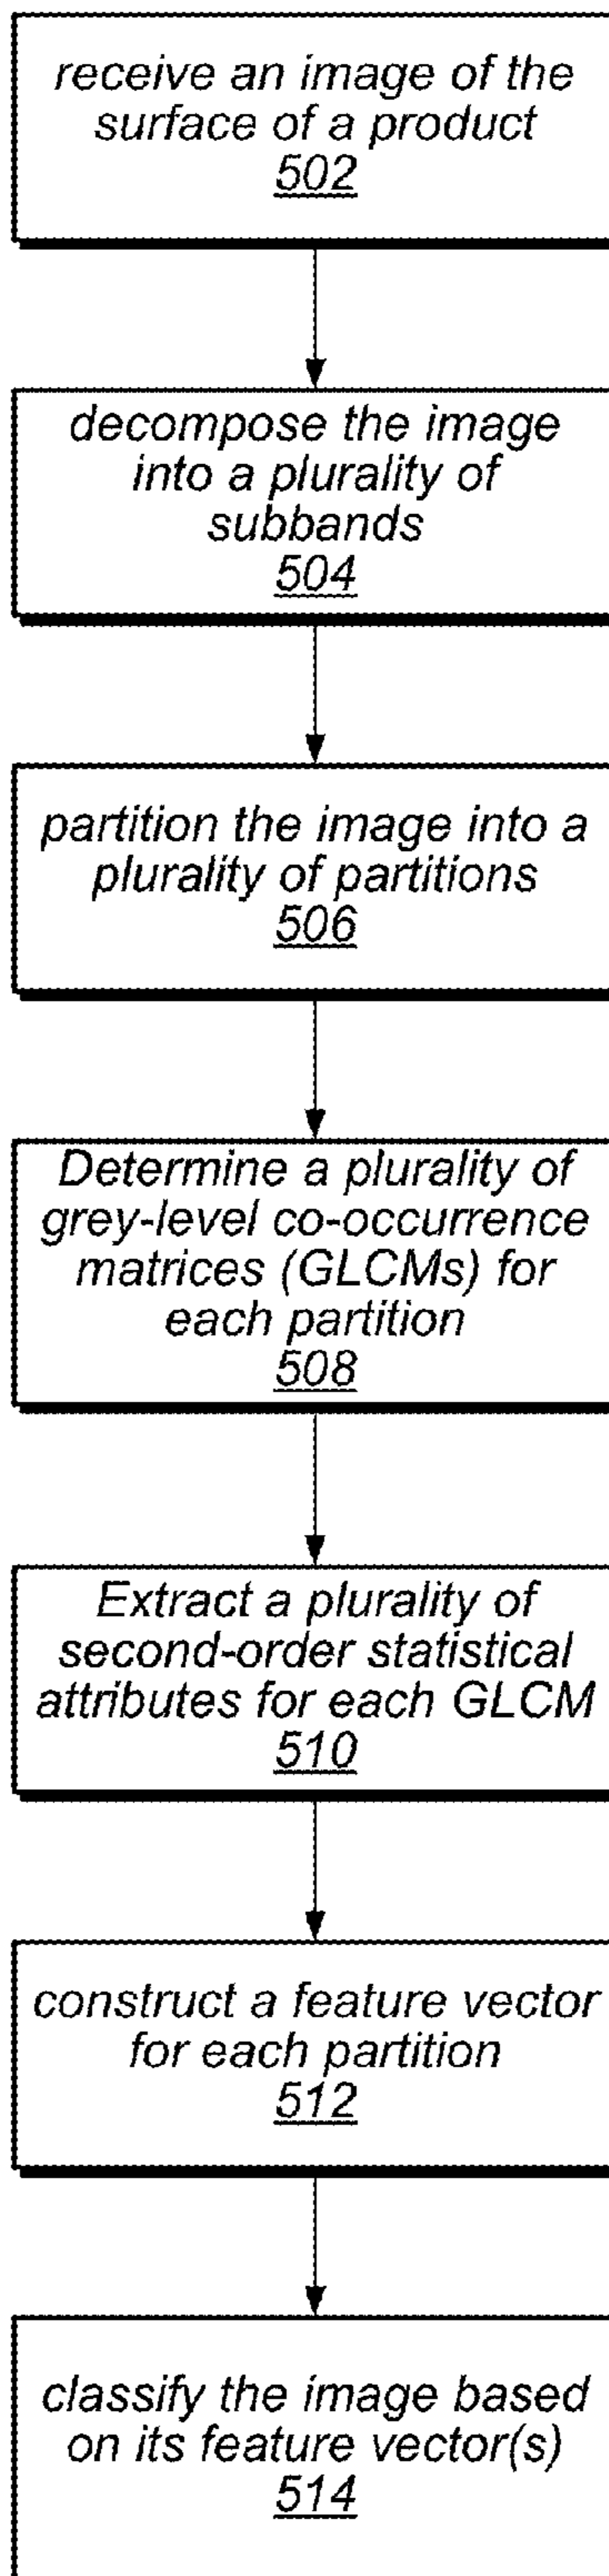 receive an image of the
surface of a product
502
decompose the image
into a plurality of
subbands
504
partition the image into a
plurality of partitions
506
Determine a plurality of
grey-level co-occurrence
matrices (GLCMs) for
each partition
508
Extract a plurality of
second-order statistical
attributes for each GLCM
510
construct a feature vector
for each partition
512
classify the image based
on its feature vector(s)
514